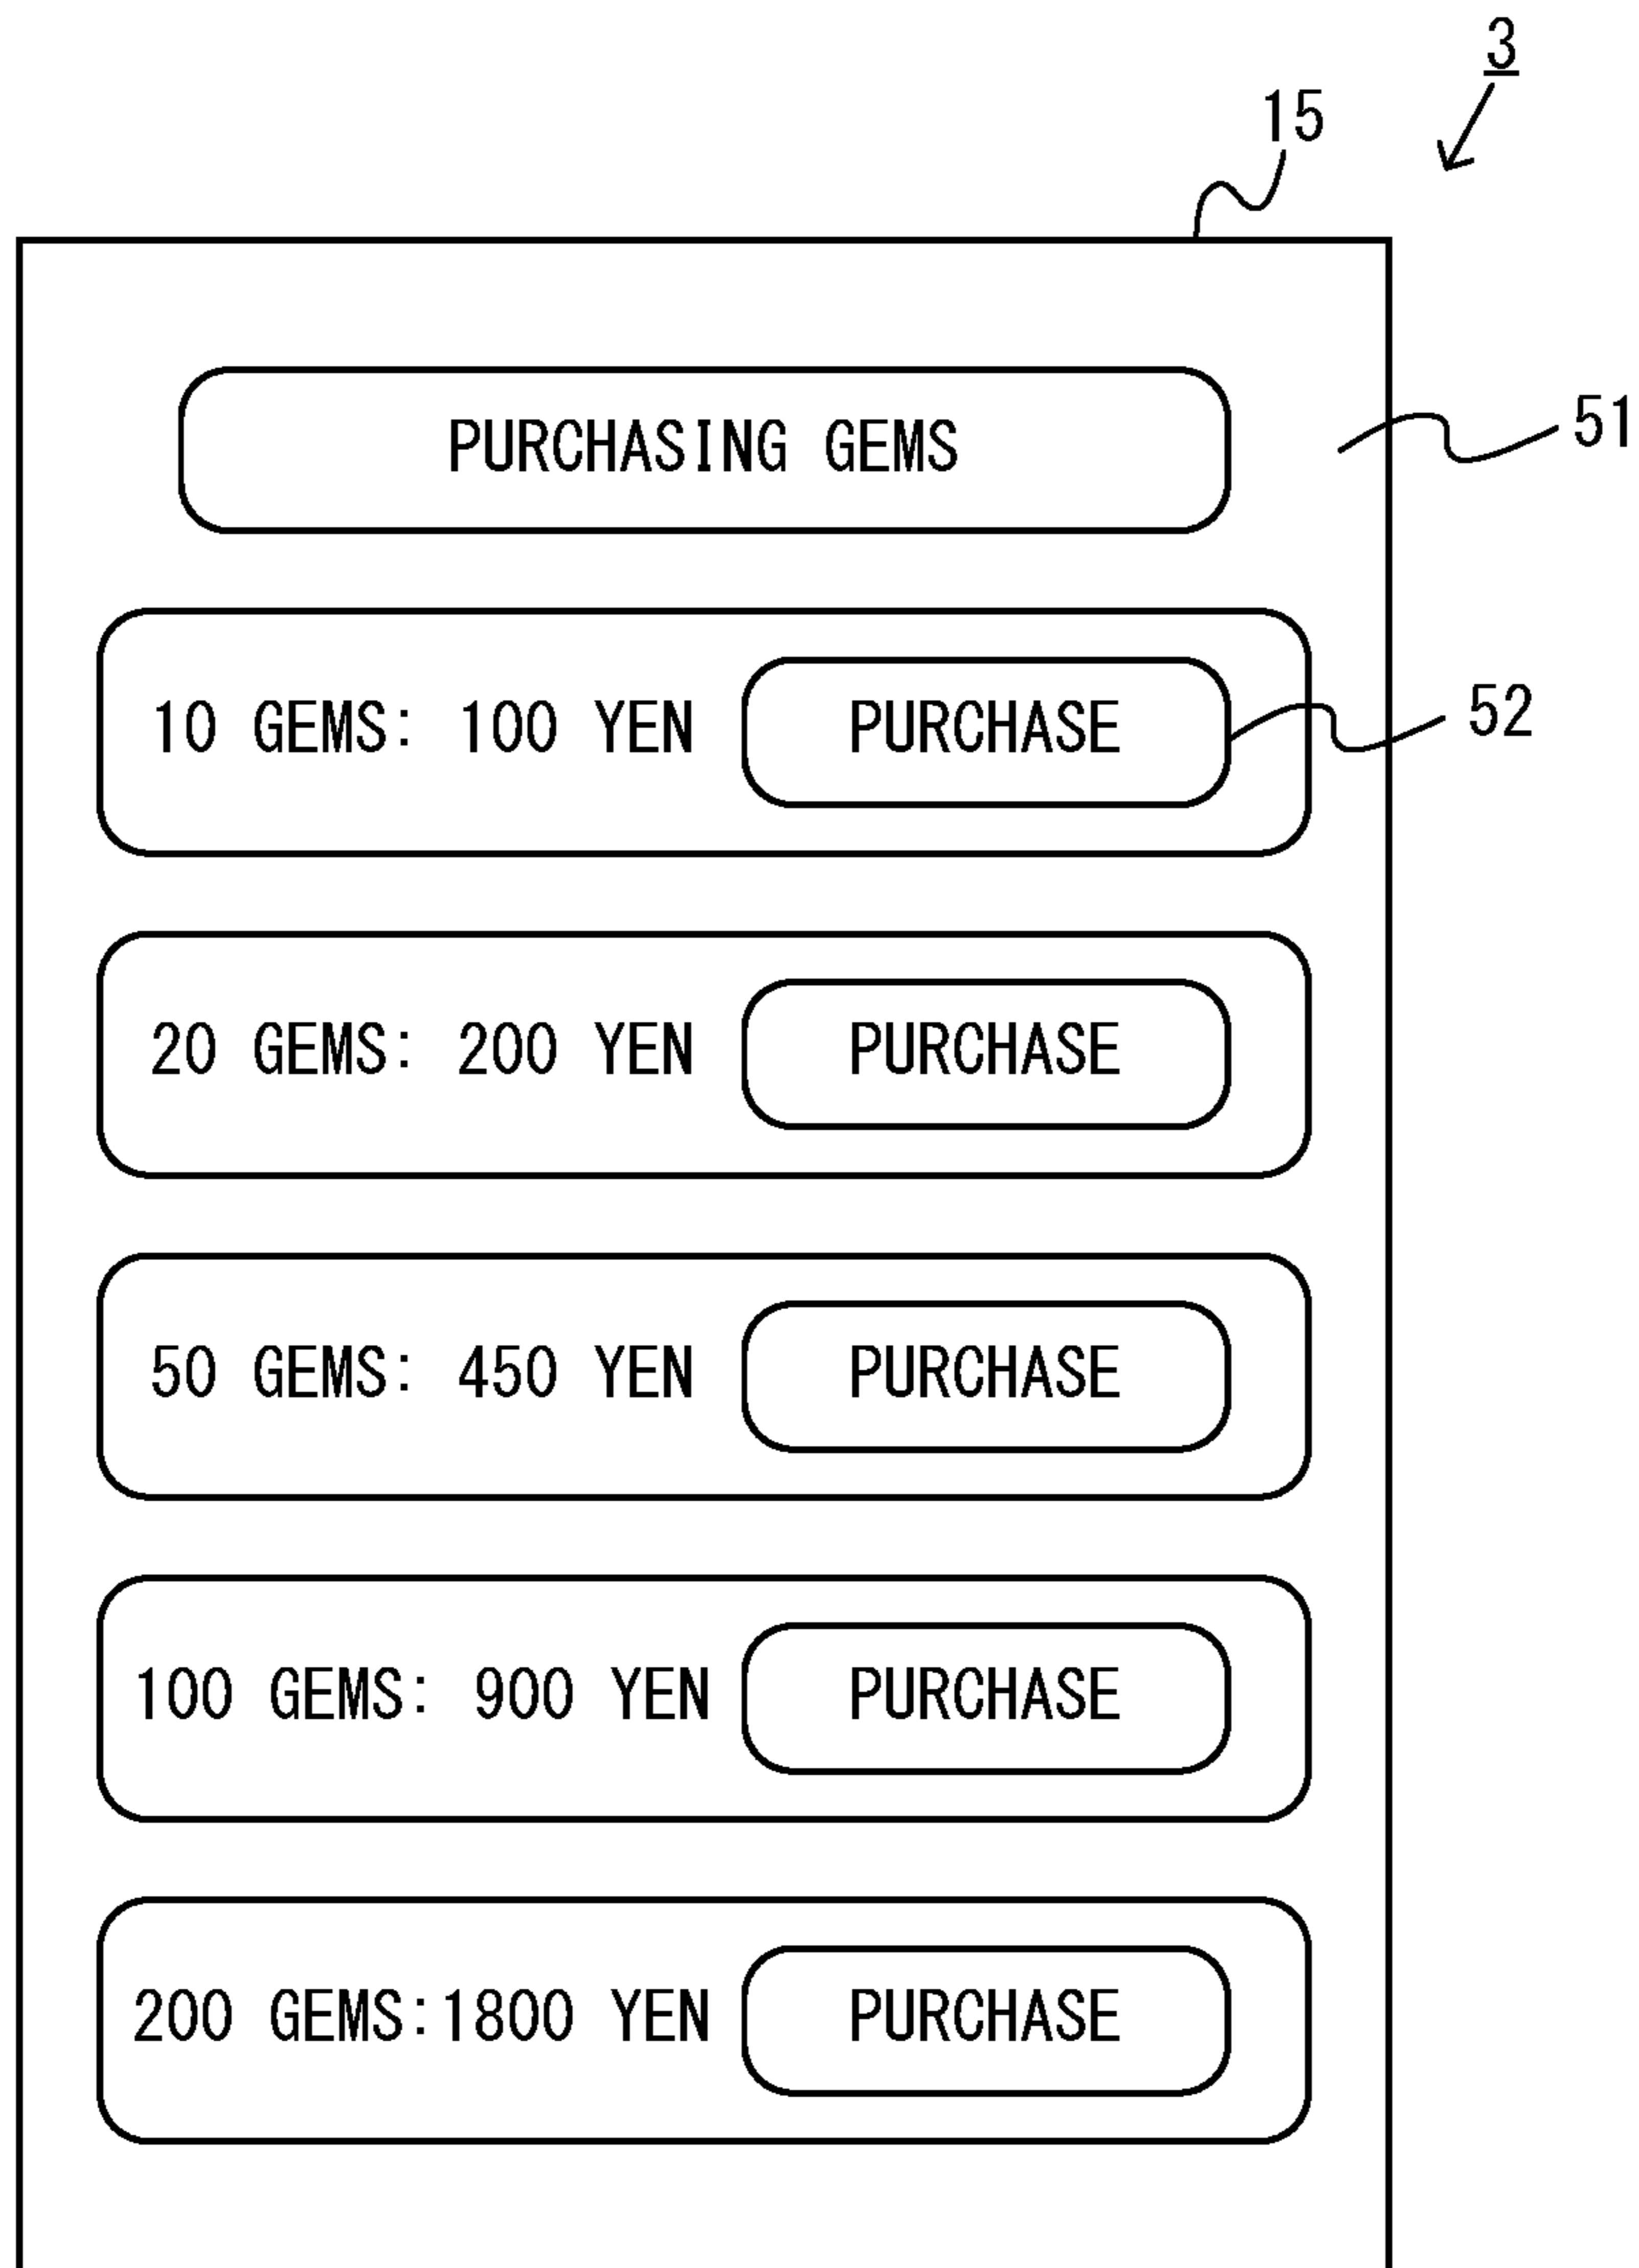 3
15
PURCHASING GEMS
51
10 GEMS: 100 YEN PURCHASE
52
20 GEMS: 200 YEN PURCHASE
50 GEMS: 450 YEN PURCHASE
100 GEMS: 900 YEN PURCHASE
200 GEMS:1800 YEN PURCHASE